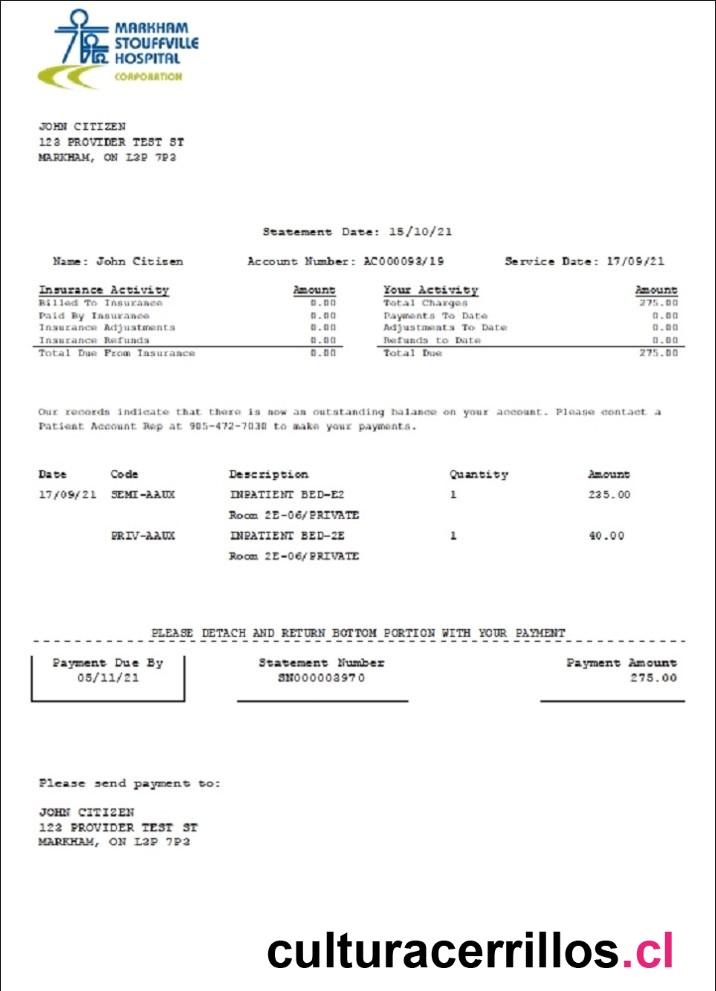 MARKHAM
STOUFFVILLE
HOSPITAL
CORPORATION
JOHN CITIZEN
123 PROVIDER TEST ST
MARKHAM, ON L3P 7P3
Statement Date: 15/10/21
Name: John Citizen Account Number: AC000093/19 Service Date: 17/09/21
Insurance Activity Amount Your Activity Amount
Billed To Insurance 0.00 Total Charges 275.00
Paid By Insurance 0.00 Payments To Date 0.00
Insurance Adjustments 0.00 Adjustments To Date 0.00
Insurance Refunds 0.00 Refunds to Date 0.00
Total Due From Insurance 0.00 Total Due 275.00
Our records indicate that there is now an outstanding balance on your account. Please contact a
Patient Account Rep at 905-472-7030 to make your payments.
Date Code Description Quantity Amount
17/09/21 SEMI-AAUX INPATIENT BED-E2 1 235.00
Room 2E-06/PRIVATE
PRIV-AAUX INPATIENT BED-2E 1 40.00
Room 2E-06/PRIVATE
PLEASE DETACH AND RETURN BOTTOM PORTION WITH YOUR PAYMENT
Payment Due By Statement Number Payment Amount
05/11/21 SN000003970 275.00
Please send payment to:
JOHN CITIZEN
123 PROVIDER TEST ST
MARKHAM, ON L3P 7P3
culturacerrillos.cl